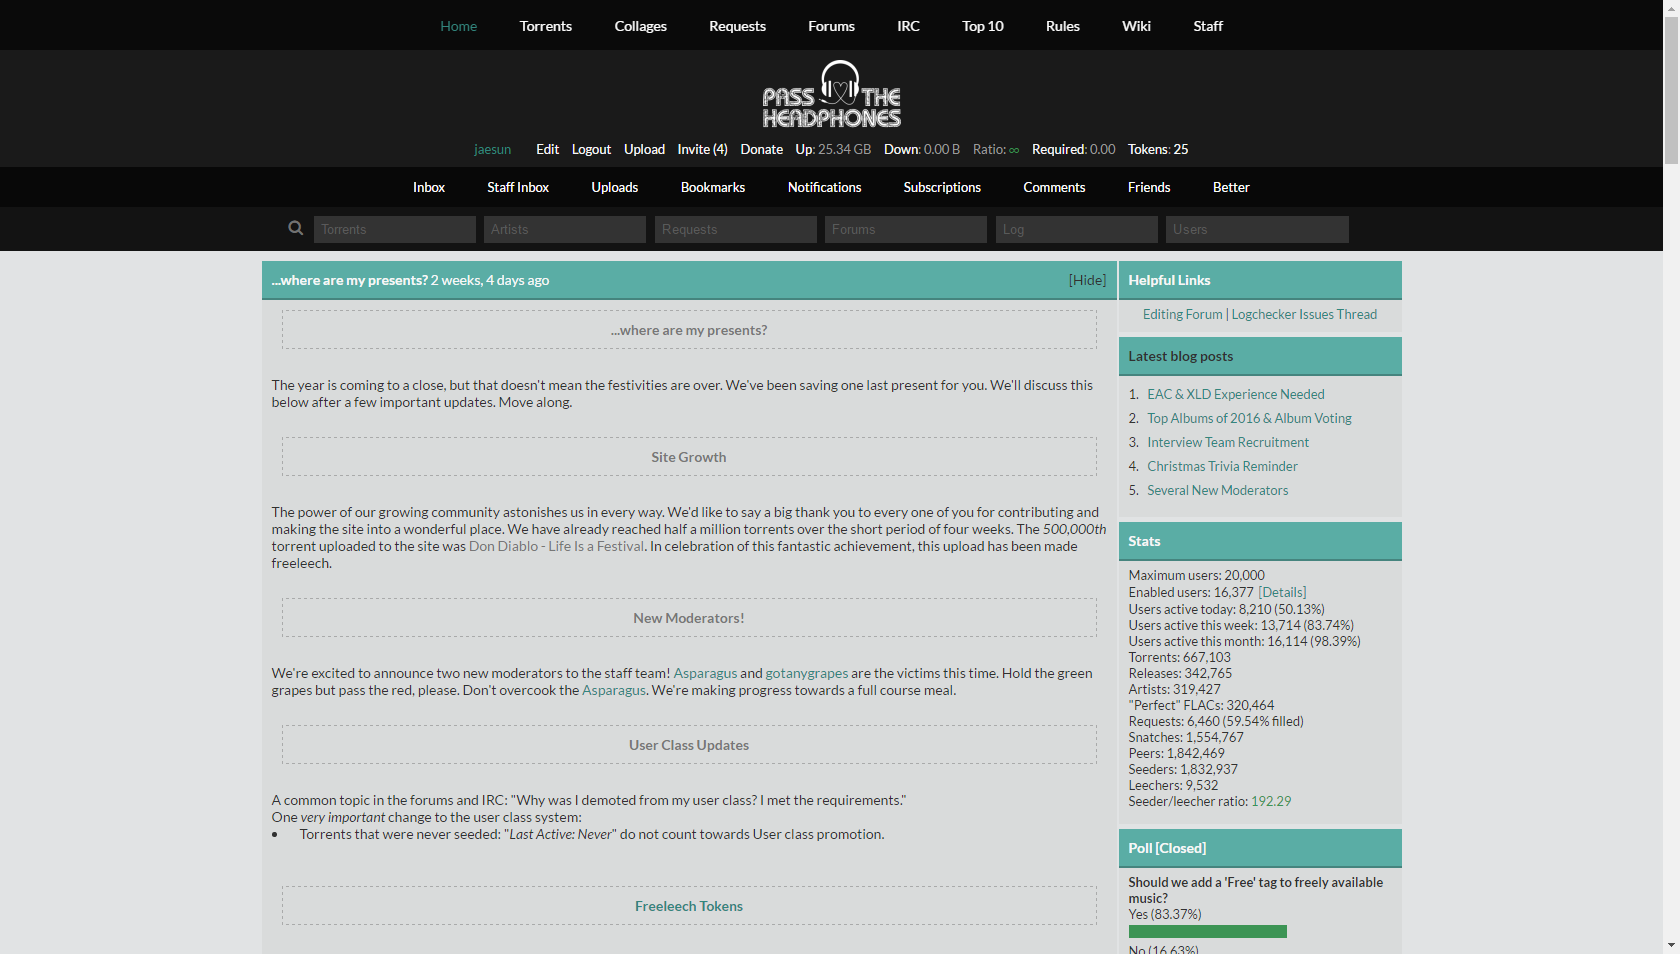 Home Torrents Collages Requests Forums IRC Top 10 Rules Wiki Staff
PASS THE
HEADPHONES
jaesun Edit Logout Upload Invite (4) Donate Up: 25.34 GB Down: 0.00 B Ratio: ∞ Required: 0.00 Tokens: 25
Inbox Staff Inbox Uploads Bookmarks Notifications Subscriptions Comments Friends Better
Torrents Artists Requests Forums Log Users
...where are my presents? 2 weeks, 4 days ago [Hide]
...where are my presents?
The year is coming to a close, but that doesn't mean the festivities are over. We've been saving one last present for you. We'll discuss this
below after a few important updates. Move along.
Site Growth
The power of our growing community astonishes us in every way. We'd like to say a big thank you to every one of you for contributing and
making the site into a wonderful place. We have already reached half a million torrents over the short period of four weeks. The 500,000th
torrent uploaded to the site was Don Diablo - Life Is a Festival. In celebration of this fantastic achievement, this upload has been made
freeleech.
New Moderators!
We're excited to announce two new moderators to the staff team! Asparagus and gotanygrapes are the victims this time. Hold the green
grapes but pass the red, please. Don't overcook the Asparagus. We're making progress towards a full course meal.
User Class Updates
A common topic in the forums and IRC: "Why was I demoted from my user class? I met the requirements."
One very important change to the user class system:
• Torrents that were never seeded: "Last Active: Never" do not count towards User class promotion.
Freeleech Tokens
Helpful Links
Editing Forum | Logchecker Issues Thread
Latest blog posts
1. EAC & XLD Experience Needed
2. Top Albums of 2016 & Album Voting
3. Interview Team Recruitment
4. Christmas Trivia Reminder
5. Several New Moderators
Stats
Maximum users: 20,000
Enabled users: 16,377 [Details]
Users active today: 8,210 (50.13%)
Users active this week: 13,714 (83.74%)
Users active this month: 16,114 (98.39%)
Torrents: 667,103
Releases: 342,765
Artists: 319,427
"Perfect" FLACs: 320,464
Requests: 6,460 (59.54% filled)
Snatches: 1,554,767
Peers: 1,842,469
Seeders: 1,832,937
Leechers: 9,532
Seeder/leecher ratio: 192.29
Poll [Closed]
Should we add a 'Free' tag to freely available
music?
Yes (83.37%)
No (16.63%)